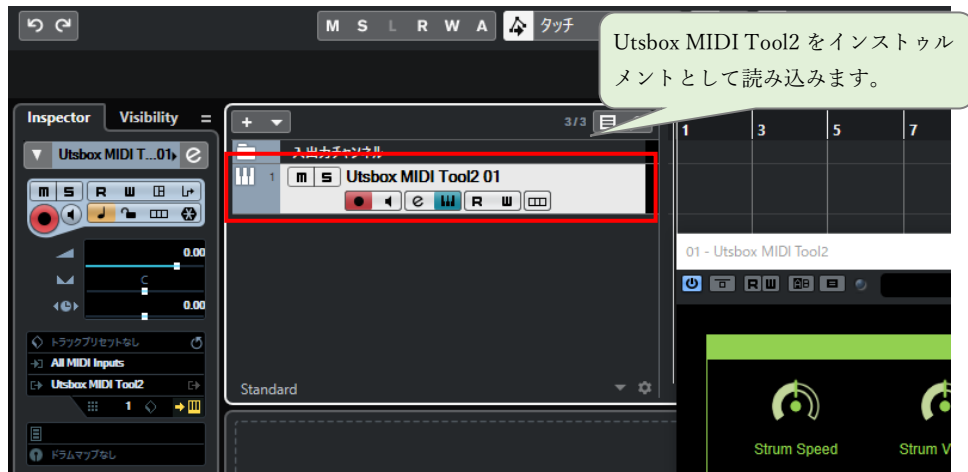 M S L R W A タッチ
Utsbox MIDI Tool2 をインストゥル
メントとして読み込みます。
Inspector Visibility
3/3
1 3 5 7
Utsbox MIDI T...01
入出力チャンネル
1 m S Utsbox MIDI Tool2 01
e R W
m S R W
0.00
01 - Utsbox MIDI Tool2
C
R W AB
0.00
トラックプリセットなし
All MIDI Inputs
Utsbox MIDI Tool2
Standard
1
ドラムマップなし
Strum Speed Strum V